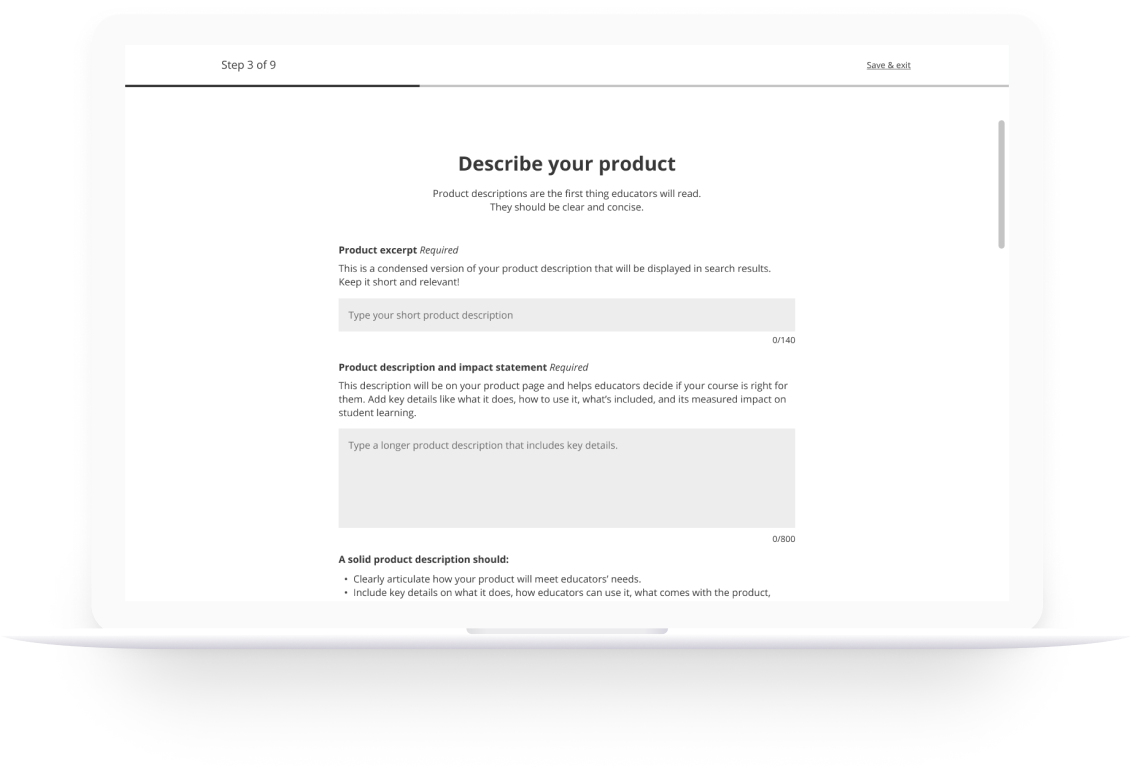 Step 3 of 9
Save & exit
Describe your product
Product descriptions are the first thing educators will read.
They should be clear and concise.
Product excerpt Required
This is a condensed version of your product description that will be displayed in search results.
Keep it short and relevant!
Type your short product description
0/140
Product description and impact statement Required
This description will be on your product page and helps educators decide if your course is right for
them. Add key details like what it does, how to use it, what's included, and its measured impact on
student learning.
Type a longer product description that includes key details.
0/800
A solid product description should:
• Clearly articulate how your product will meet educators' needs.
• Include key details on what it does, how educators can use it, what comes with the product,